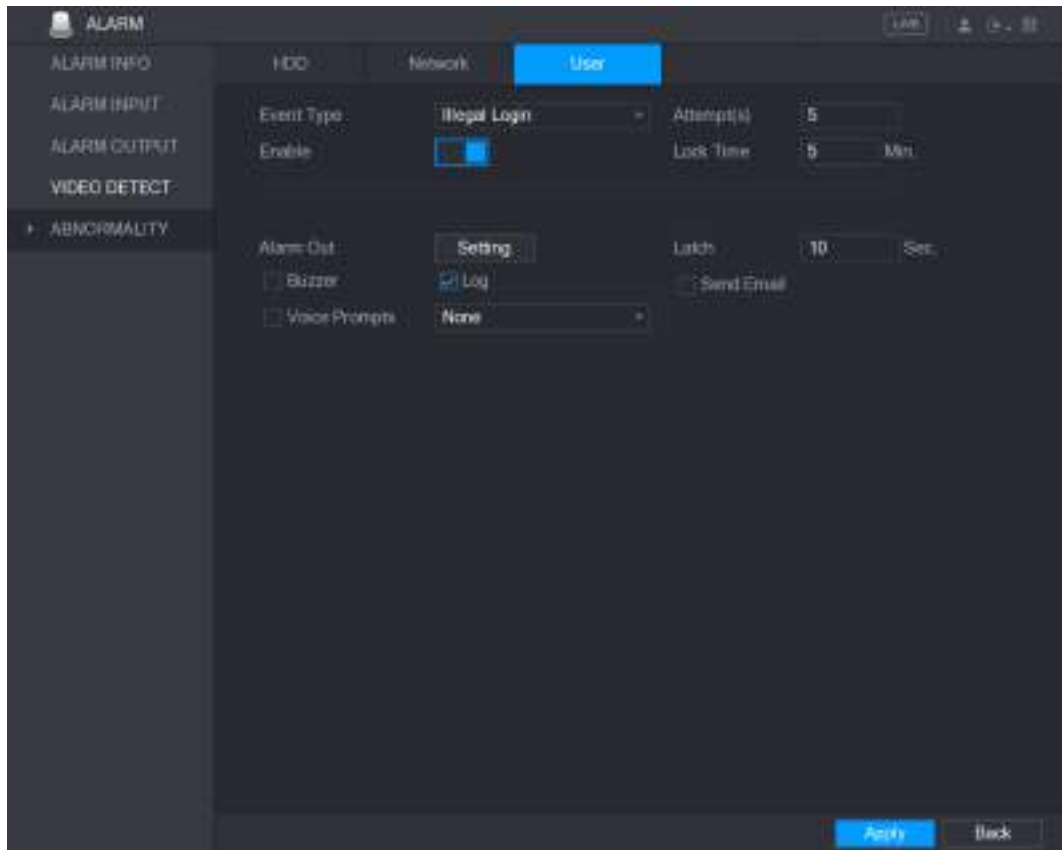 ALARM
LIVE
ALARM INFO
ALARM INPUT
ALARM OUTPUT
VIDEO DETECT
ABNORMALITY
HDD Network User
Event Type Illegal Login Attempt(s) 5
Enable Lock Time 5 Min.
Alarm Out Setting Latch 10 Sec.
Buzzer Log Send Email
Voice Prompts None
Apply Back